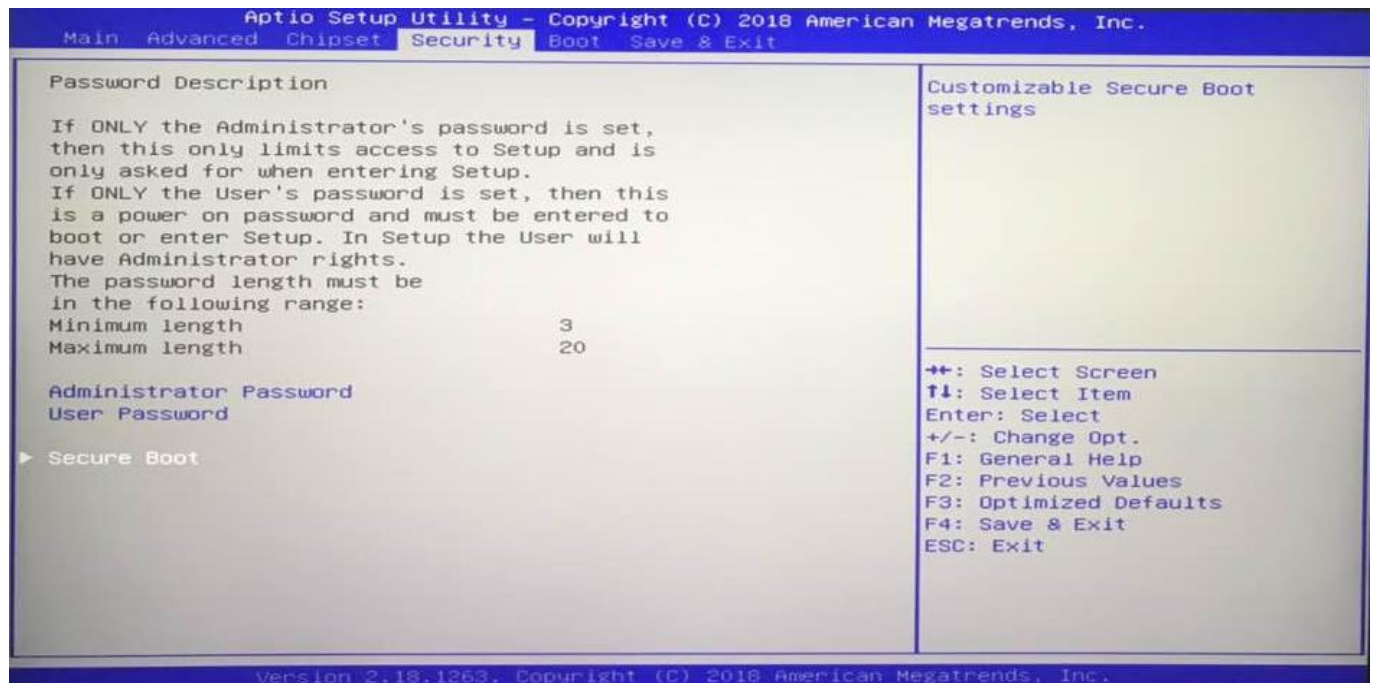 Aptio Setup Utility – Copyright (C) 2018 American Megatrends, Inc.
Main Advanced Chipset Security Boot Save & Exit
Password Description
If ONLY the Administrator's password is set,
then this only limits access to Setup and is
only asked for when entering Setup.
If ONLY the User's password is set, then this
is a power on password and must be entered to
boot or enter Setup. In Setup the User will
have Administrator rights.
The password length must be
in the following range:
Minimum length 3
Maximum length 20
Administrator Password
User Password
► Secure Boot
Customizable Secure Boot
settings
→←: Select Screen
↑↓: Select Item
Enter: Select
+/-: Change Opt.
F1: General Help
F2: Previous Values
F3: Optimized Defaults
F4: Save & Exit
ESC: Exit
Version 2.18.1263. Copyright (C) 2018 American Megatrends, Inc.